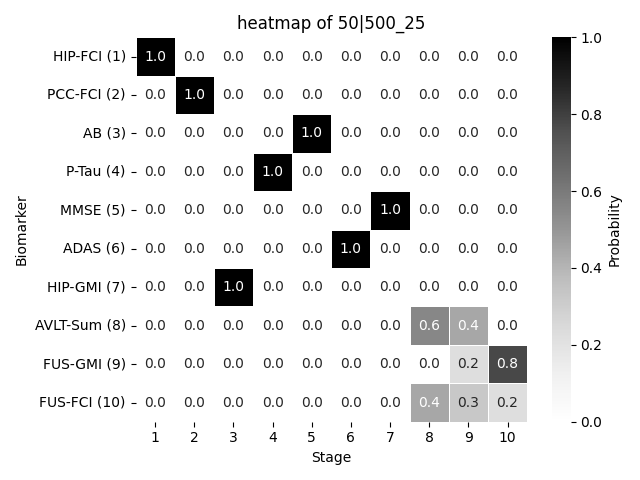 heatmap of 50|500_25
HIP-FCI (1) 1.0 0.0 0.0 0.0 0.0 0.0 0.0 0.0 0.0 0.0
PCC-FCI (2) 0.0 1.0 0.0 0.0 0.0 0.0 0.0 0.0 0.0 0.0
AB (3) 0.0 0.0 0.0 0.0 1.0 0.0 0.0 0.0 0.0 0.0
P-Tau (4) 0.0 0.0 0.0 1.0 0.0 0.0 0.0 0.0 0.0 0.0
MMSE (5) 0.0 0.0 0.0 0.0 0.0 0.0 1.0 0.0 0.0 0.0
ADAS (6) 0.0 0.0 0.0 0.0 0.0 1.0 0.0 0.0 0.0 0.0
HIP-GMI (7) 0.0 0.0 1.0 0.0 0.0 0.0 0.0 0.0 0.0 0.0
AVLT-Sum (8) 0.0 0.0 0.0 0.0 0.0 0.0 0.0 0.6 0.4 0.0
FUS-GMI (9) 0.0 0.0 0.0 0.0 0.0 0.0 0.0 0.0 0.2 0.8
FUS-FCI (10) 0.0 0.0 0.0 0.0 0.0 0.0 0.0 0.4 0.3 0.2
1 2 3 4 5 6 7 8 9 10
Stage
Biomarker
1.0
0.8
0.6
0.4
0.2
0.0
Probability